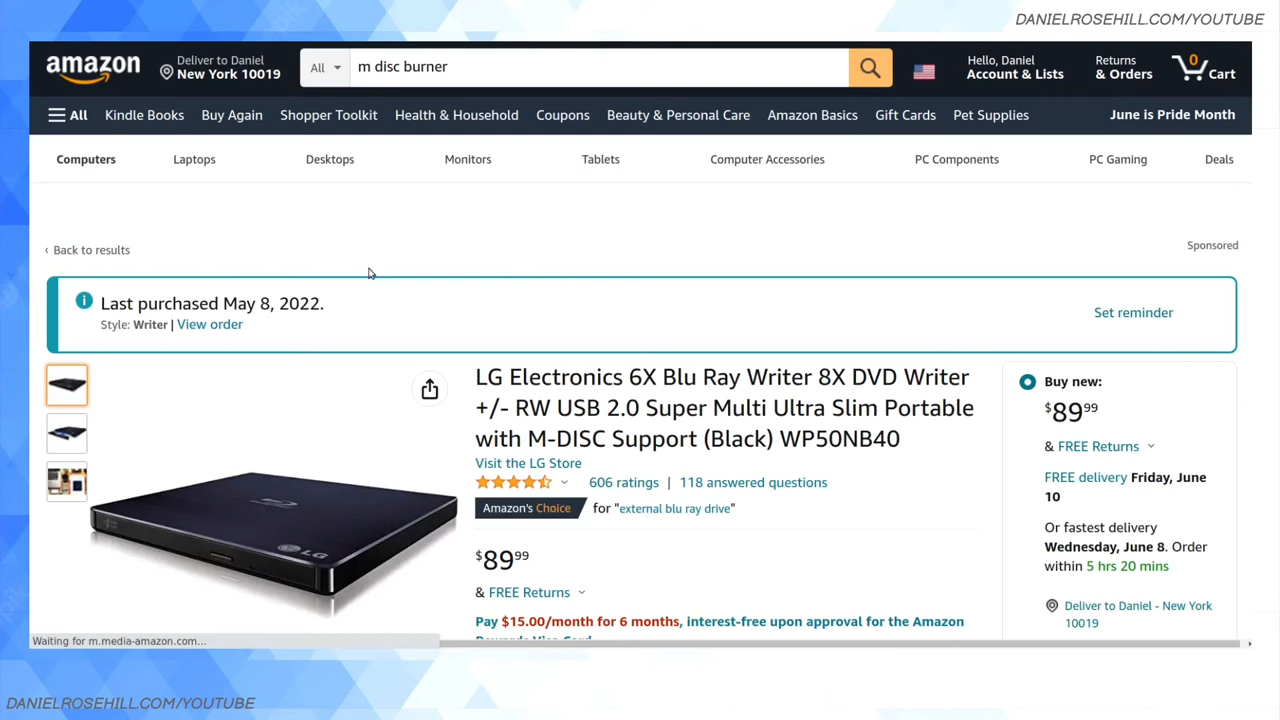 DANIELROSEHILL.COM/YOUTUBE
amazon
Deliver to Daniel
New York 10019
All
m disc burner
Hello, Daniel
Account & Lists
Returns
& Orders
0
Cart
All
Kindle Books
Buy Again
Shopper Toolkit
Health & Household
Coupons
Beauty & Personal Care
Amazon Basics
Gift Cards
Pet Supplies
June is Pride Month
Computers
Laptops
Desktops
Monitors
Tablets
Computer Accessories
PC Components
PC Gaming
Deals
‹ Back to results
Sponsored
Last purchased May 8, 2022.
Style: Writer | View order
Set reminder
LG Electronics 6X Blu Ray Writer 8X DVD Writer
+/- RW USB 2.0 Super Multi Ultra Slim Portable
with M-DISC Support (Black) WP50NB40
Visit the LG Store
606 ratings | 118 answered questions
Amazon's Choice for "external blu ray drive"
$89⁹⁹
& FREE Returns
Pay $15.00/month for 6 months, interest-free upon approval for the Amazon
LG
Buy new:
$89⁹⁹
& FREE Returns
FREE delivery Friday, June
10
Or fastest delivery
Wednesday, June 8. Order
within 5 hrs 20 mins
Deliver to Daniel - New York
10019
Waiting for m.media-amazon.com...
DANIELROSEHILL.COM/YOUTUBE